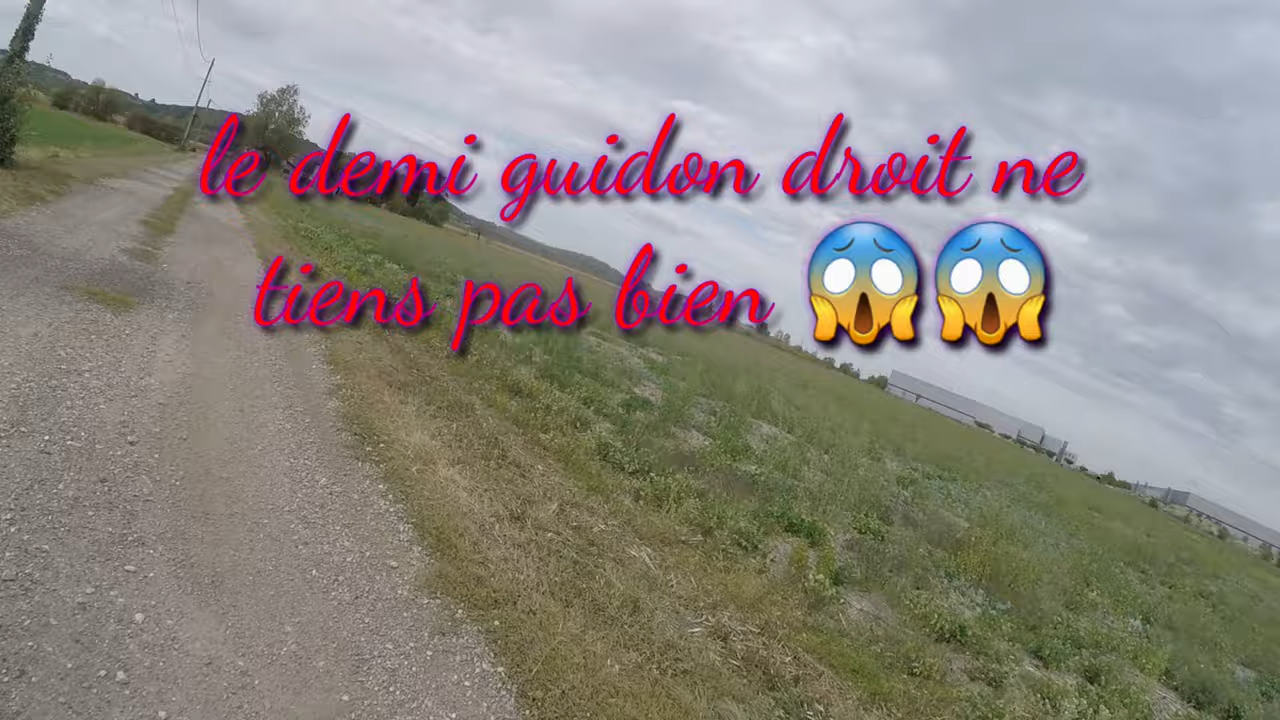 le demi guidon droit ne
tiens pas bien 😱😱